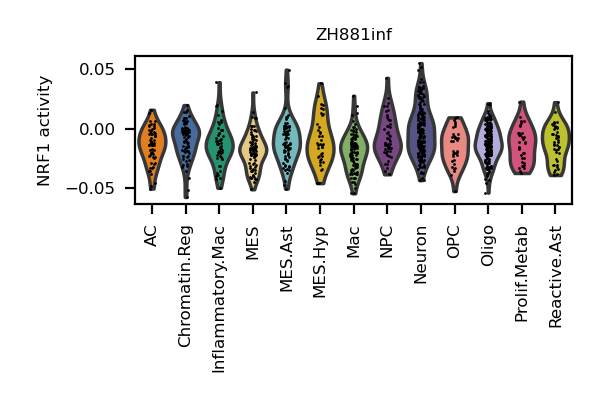 ZH881inf
NRF1 activity
0.05
0.00
−0.05
AC
Chromatin.Reg
Inflammatory.Mac
MES
MES.Ast
MES.Hyp
Mac
NPC
Neuron
OPC
Oligo
Prolif.Metab
Reactive.Ast